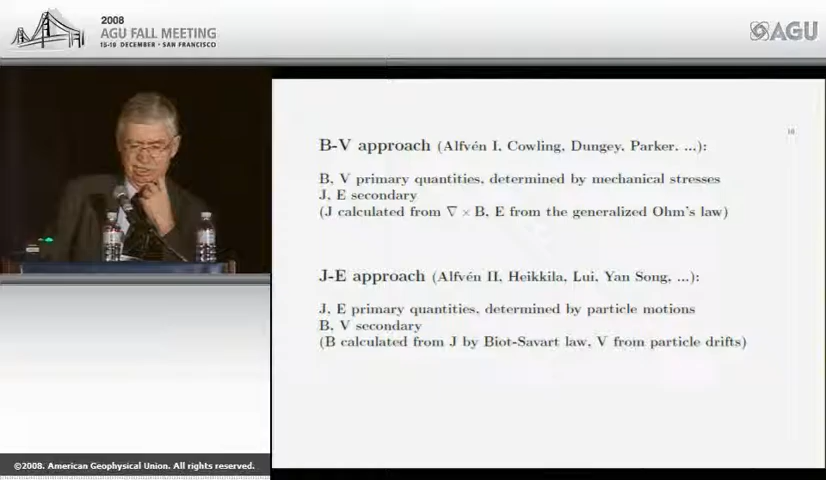 2008
AGU FALL MEETING
15-19 DECEMBER • SAN FRANCISCO
AGU
10
B-V approach (Alfvén I, Cowling, Dungey, Parker, ...):
B, V primary quantities, determined by mechanical stresses
J, E secondary
(J calculated from ∇ × B, E from the generalized Ohm's law)
J-E approach (Alfvén II, Heikkila, Lui, Yan Song, ...):
J, E primary quantities, determined by particle motions
B, V secondary
(B calculated from J by Biot-Savart law, V from particle drifts)
©2008. American Geophysical Union. All rights reserved.